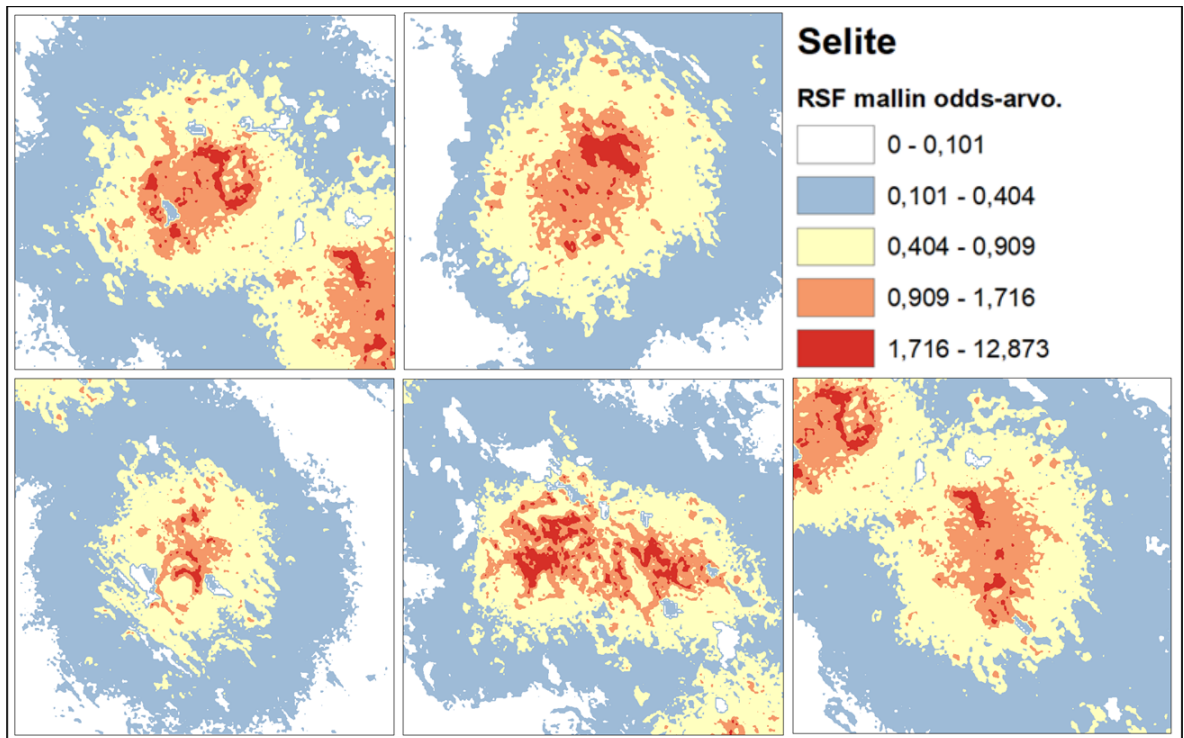 Selite
RSF mallin odds-arvo.
0 - 0,101
0,101 - 0,404
0,404 - 0,909
0,909 - 1,716
1,716 - 12,873